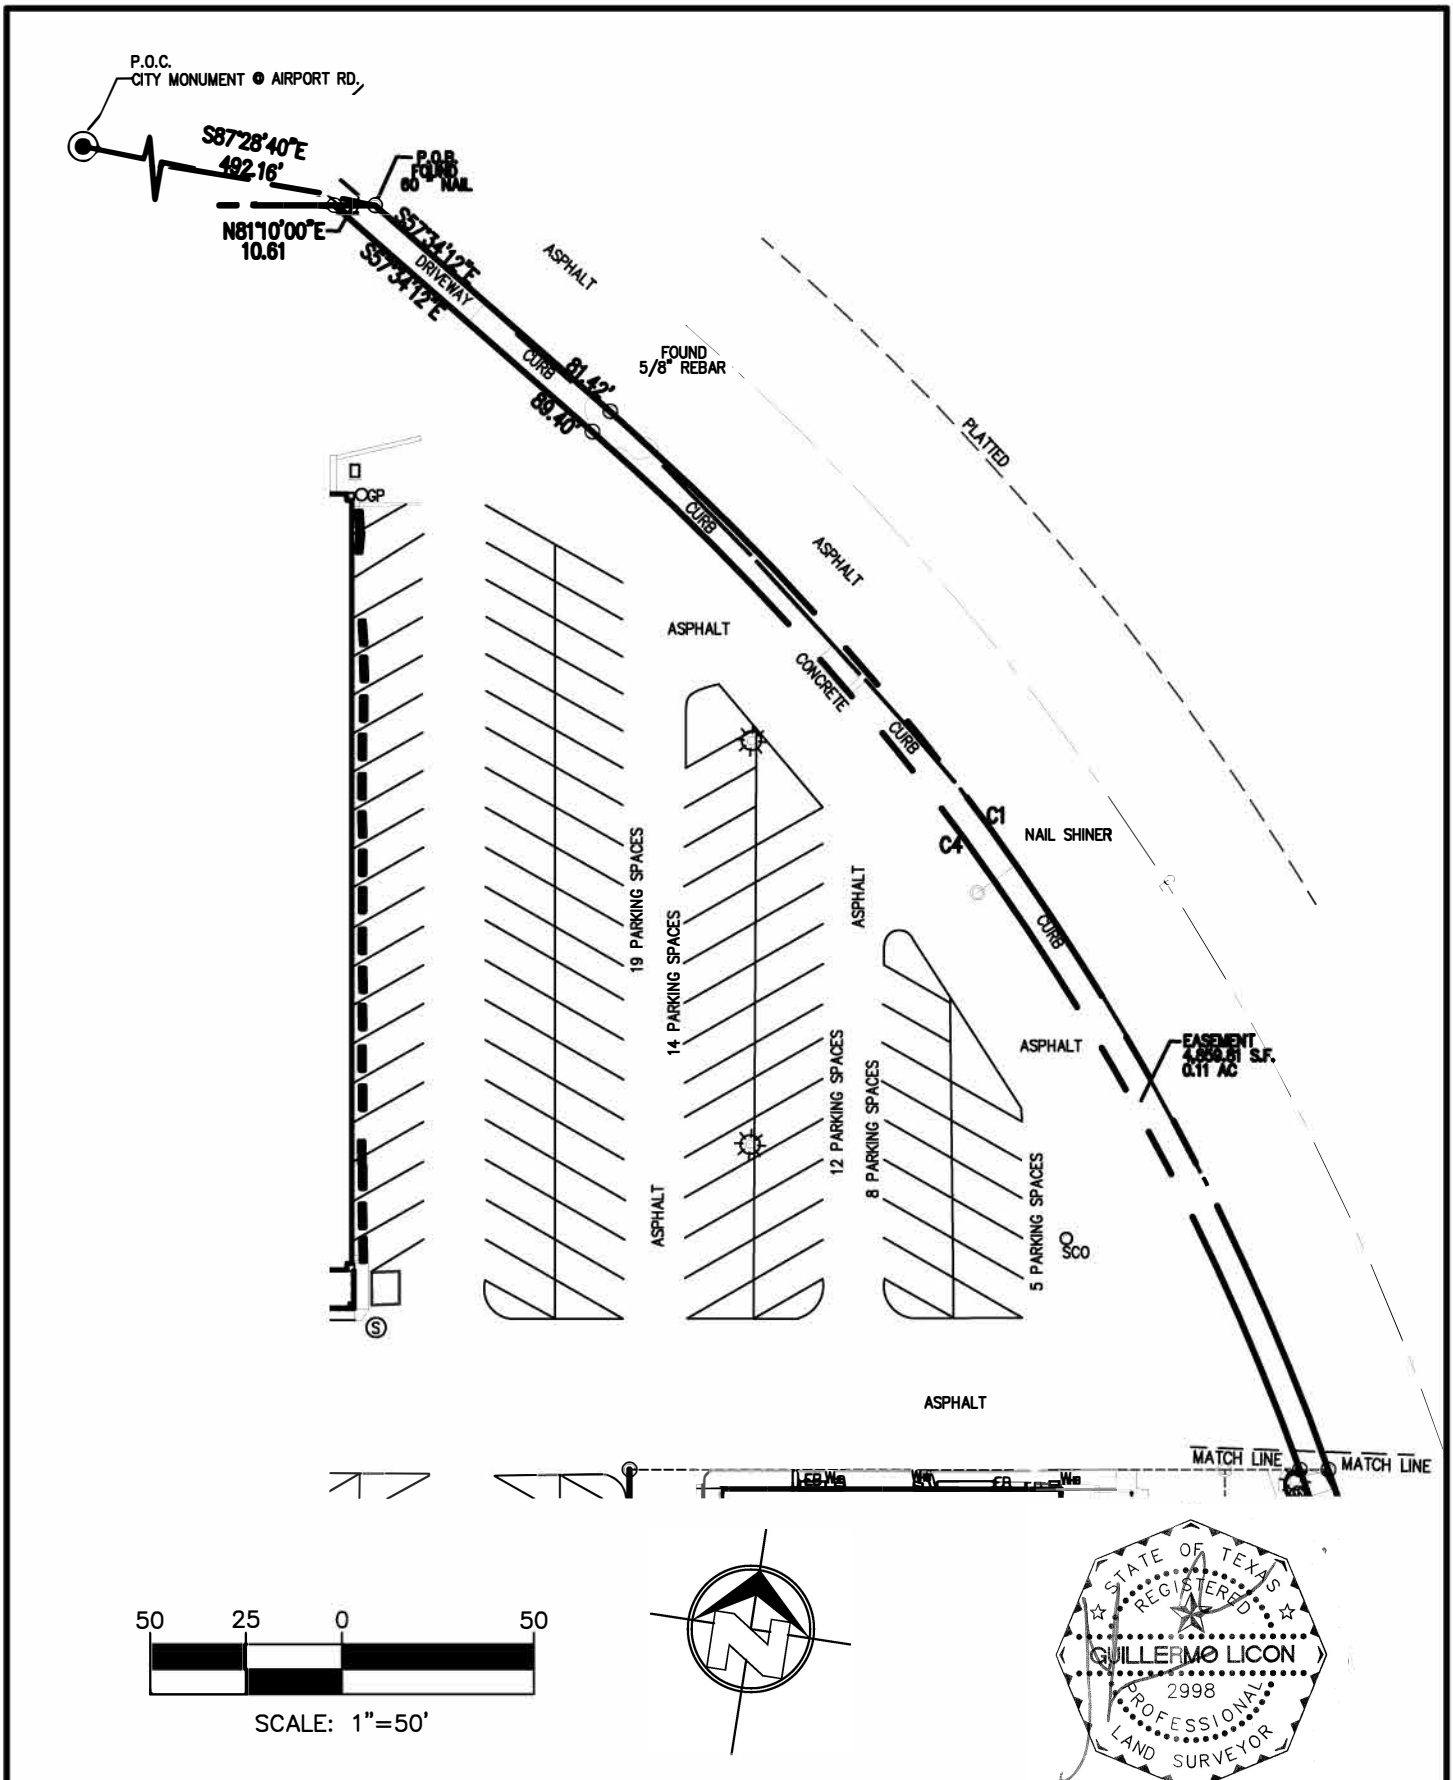 P.O.C.
CITY MONUMENT @ AIRPORT RD.
S87°28'40"E
492.16'
P.O.B.
FOUND
60 NAIL
N81°10'00"E
10.61
S57°34'12"E
DRIVEWAY
S57°34'12"E
ASPHALT
FOUND
5/8" REBAR
CURB
81.42'
89.40'
PLATTED
GP
CURB
ASPHALT
ASPHALT
CONCRETE
CURB
C1
NAIL SHINER
C4
19 PARKING SPACES
14 PARKING SPACES
ASPHALT
CURB
12 PARKING SPACES
8 PARKING SPACES
ASPHALT
EASEMENT
S.F.
0.11 AC
ASPHALT
5 PARKING SPACES
SCO
S
ASPHALT
MATCH LINE
MATCH LINE
50 25 0 50
SCALE: 1"=50'
N
STATE OF TEXAS
REGISTERED
GUILLERMO LICON
2998
PROFESSIONAL
LAND SURVEYOR